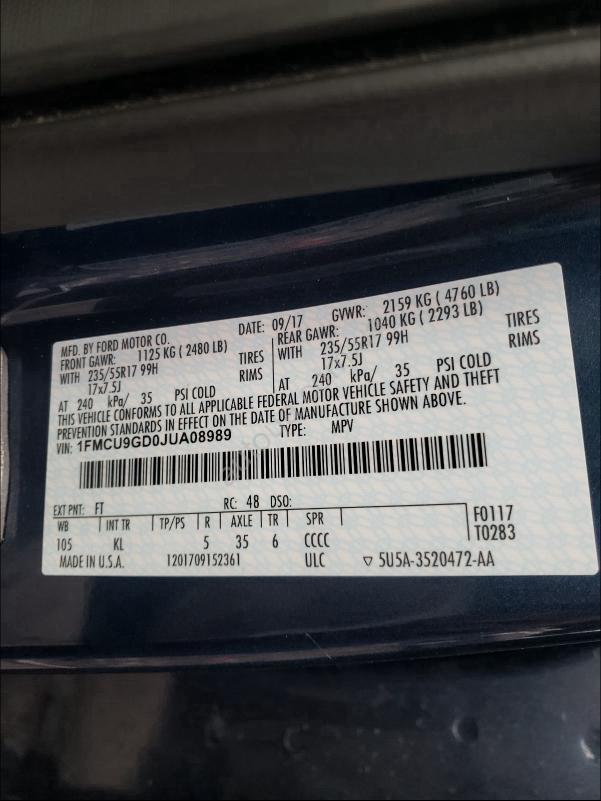 MFD. BY FORD MOTOR CO. DATE: 09/17 GVWR: 2159 KG ( 4760 LB)
FRONT GAWR: 1125 KG ( 2480 LB) REAR GAWR: 1040 KG ( 2293 LB)
WITH 235/55R17 99H TIRES WITH 235/55R17 99H TIRES
17x7.5J RIMS 17x7.5J RIMS
AT 240 kPa/ 35 PSI COLD AT 240 kPa/ 35 PSI COLD
THIS VEHICLE CONFORMS TO ALL APPLICABLE FEDERAL MOTOR VEHICLE SAFETY AND THEFT
PREVENTION STANDARDS IN EFFECT ON THE DATE OF MANUFACTURE SHOWN ABOVE.
VIN: 1FMCU9GD0JUA08989 TYPE: MPV
EXT PNT: FT RC: 48 DSO:
WB INT TR TP/PS R AXLE TR SPR F0117
105 KL 5 35 6 CCCC T0283
MADE IN U.S.A. 1201709152361 ULC ▽ 5U5A-3520472-AA